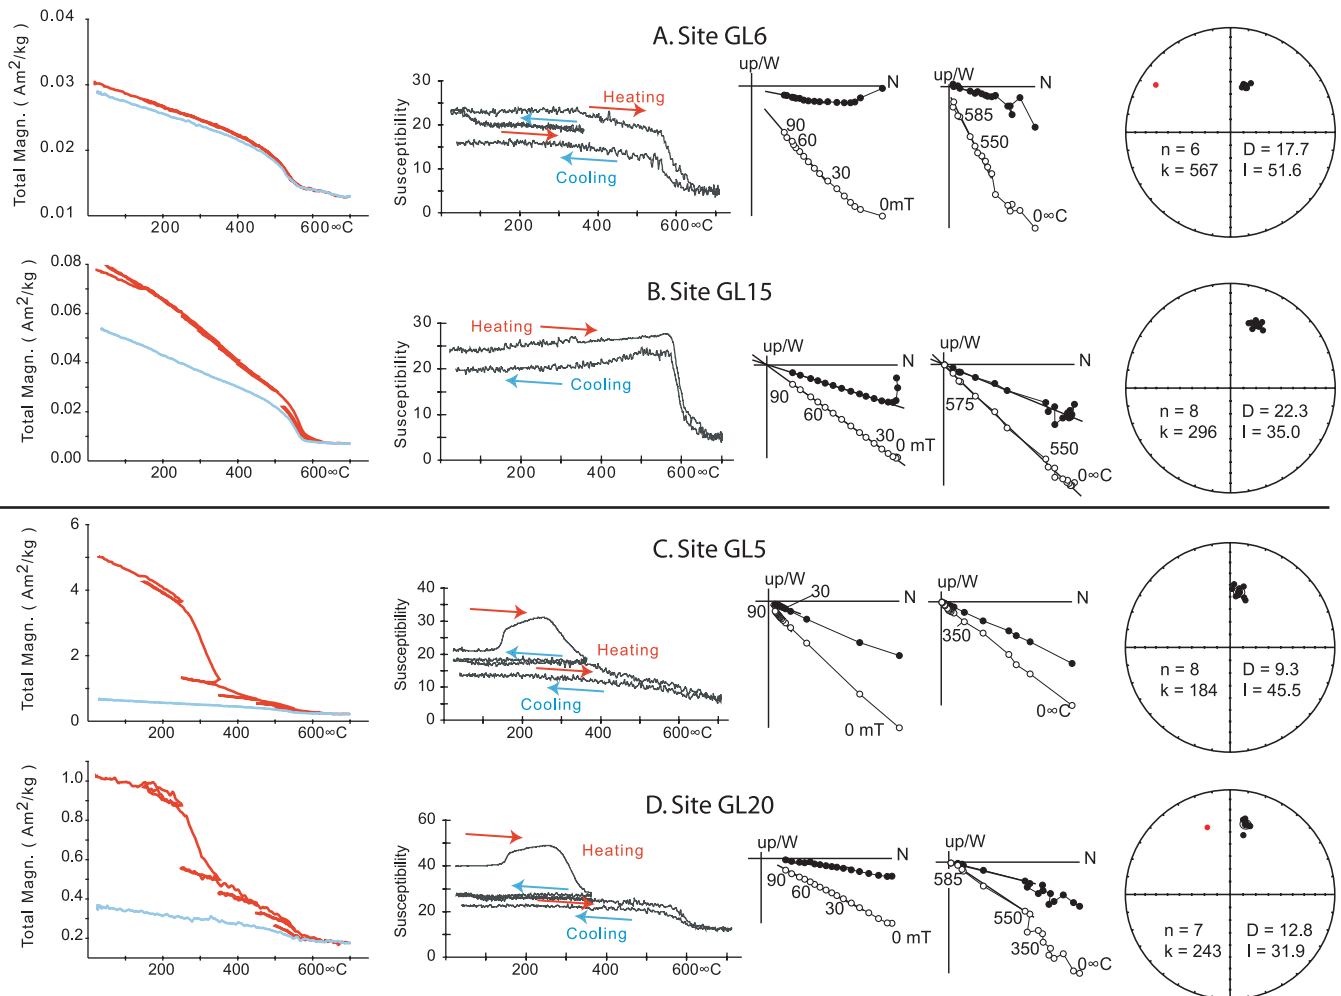 A. Site GL6
Total Magn. ( Am²/kg )
0.04
0.03
0.02
0.01
200
400
600∞C
Susceptibility
30
20
10
0
Heating
Cooling
200
400
600∞C
up/W
N
90
60
30
0mT
up/W
N
585
550
0∞C
n = 6
k = 567
D = 17.7
I = 51.6
B. Site GL15
Total Magn. ( Am²/kg )
0.08
0.06
0.04
0.02
0.00
200
400
600∞C
Susceptibility
30
20
10
0
Heating
Cooling
200
400
600∞C
up/W
N
90
60
30
0 mT
up/W
N
575
550
0∞C
n = 8
k = 296
D = 22.3
I = 35.0
C. Site GL5
Total Magn. ( Am²/kg )
6
4
2
0
200
400
600∞C
Susceptibility
40
30
20
10
0
Heating
Cooling
200
400
600∞C
up/W
N
30
90
0 mT
up/W
N
350
0∞C
n = 8
k = 184
D = 9.3
I = 45.5
D. Site GL20
Total Magn. ( Am²/kg )
1.0
0.8
0.6
0.4
0.2
200
400
600∞C
Susceptibility
60
40
20
0
Heating
Cooling
200
400
600∞C
up/W
N
90
60
30
0 mT
up/W
N
585
550
350
0∞C
n = 7
k = 243
D = 12.8
I = 31.9